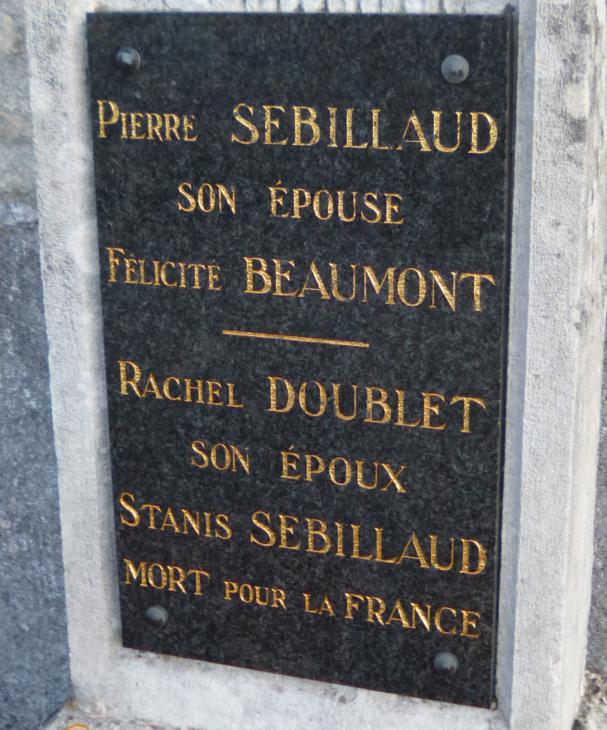 PIERRE SEBILLAUD
SON ÉPOUSE
FÉLICITÉ BEAUMONT
RACHEL DOUBLET
SON ÉPOUX
STANIS SEBILLAUD
MORT POUR LA FRANCE